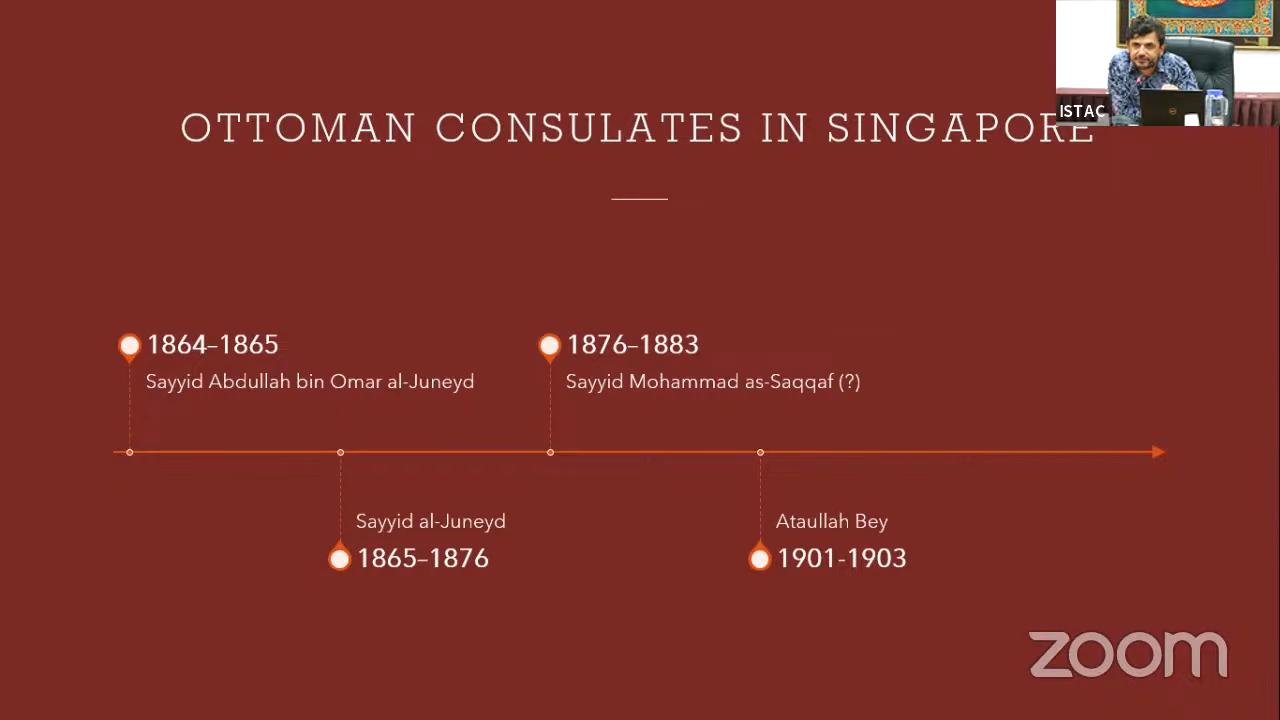 OTTOMAN CONSULATES IN SINGAPORE
ISTAC
1864–1865
Sayyid Abdullah bin Omar al-Juneyd
1876–1883
Sayyid Mohammad as-Saqqaf (?)
Sayyid al-Juneyd
1865–1876
Ataullah Bey
1901-1903
zoom